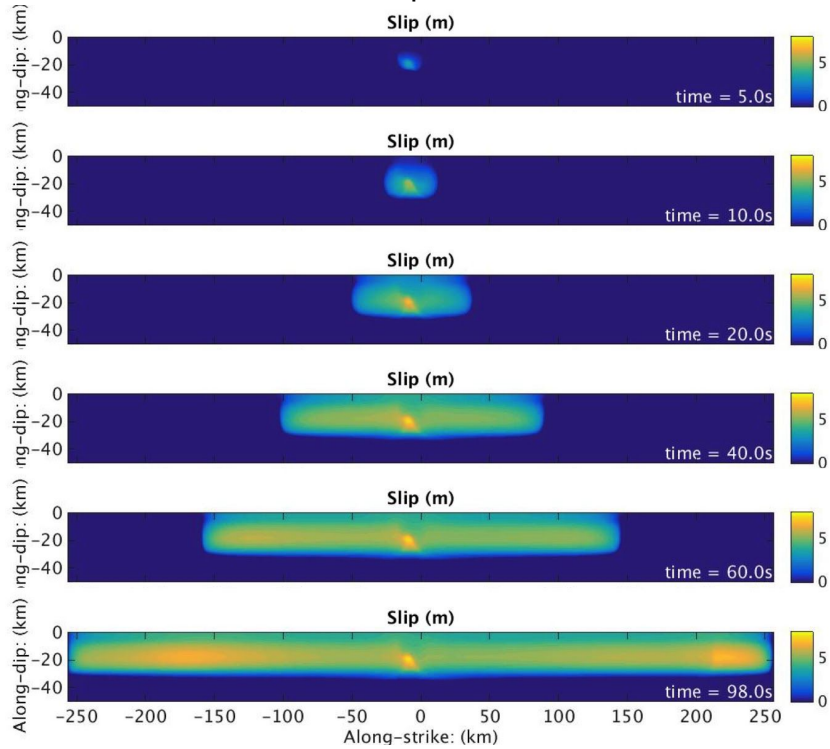 Slip (m)
ng-dip: (km)
0
-20
-40
5
0
time = 5.0s
Slip (m)
ng-dip: (km)
0
-20
-40
5
0
time = 10.0s
Slip (m)
ng-dip: (km)
0
-20
-40
5
0
time = 20.0s
Slip (m)
ng-dip: (km)
0
-20
-40
5
0
time = 40.0s
Slip (m)
ng-dip: (km)
0
-20
-40
5
0
time = 60.0s
Slip (m)
Along-dip: (km)
0
-20
-40
5
0
time = 98.0s
-250 -200 -150 -100 -50 0 50 100 150 200 250
Along-strike: (km)